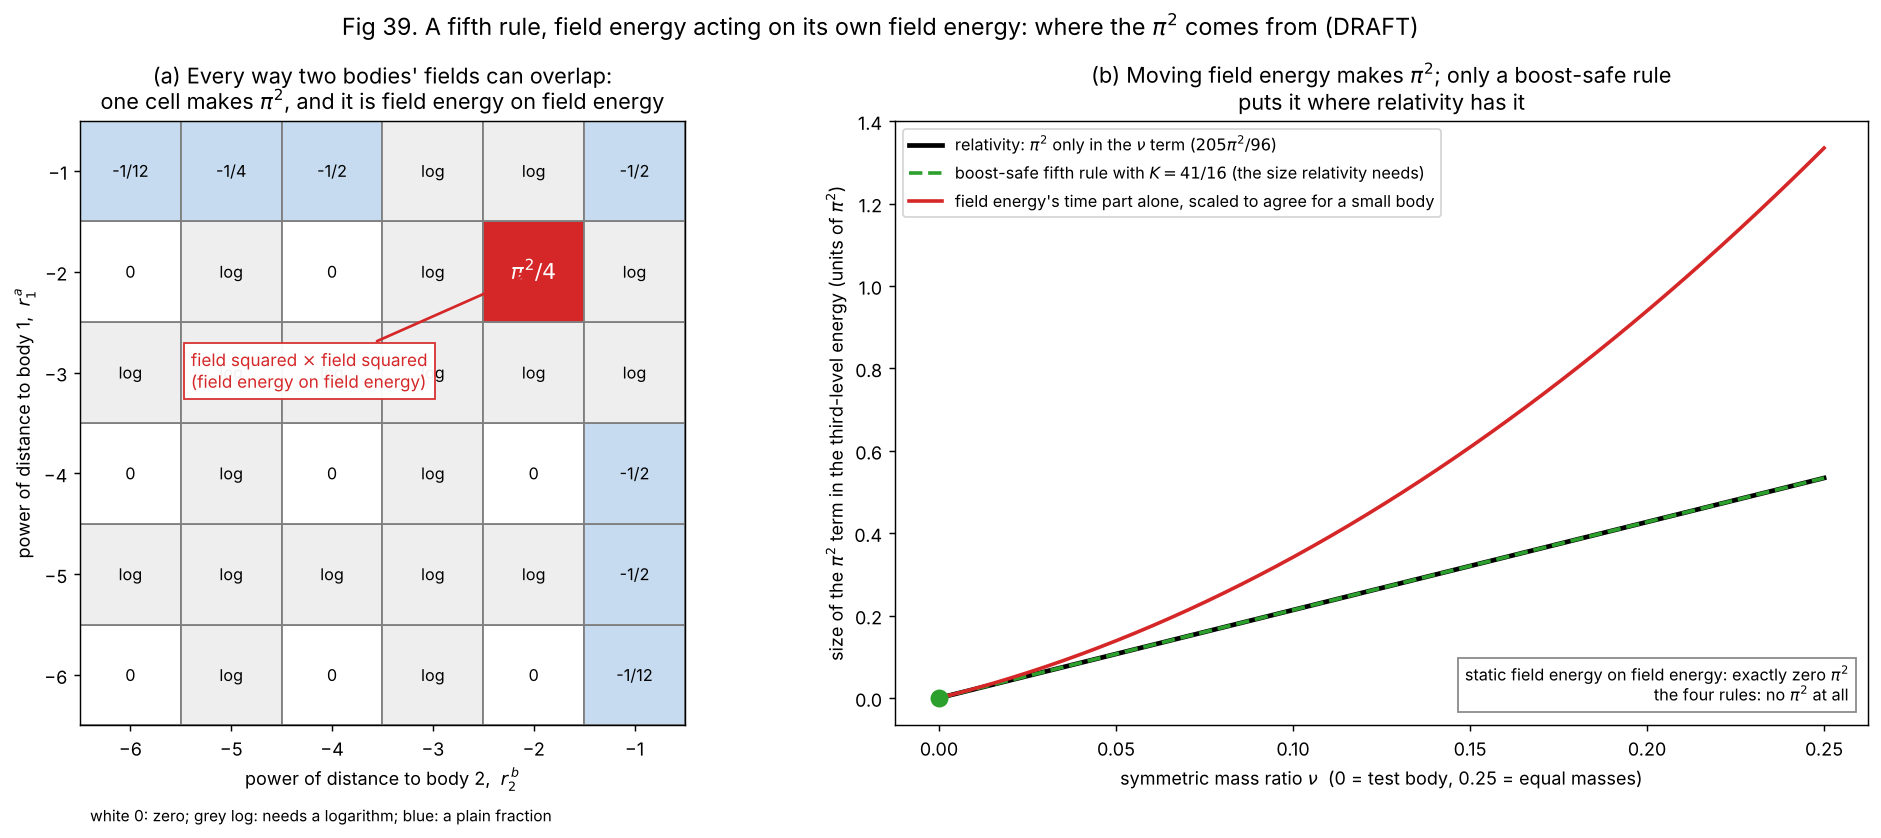 Fig 39. A fifth rule, field energy acting on its own field energy: where the π² comes from (DRAFT)
(a) Every way two bodies' fields can overlap:
one cell makes π², and it is field energy on field energy
power of distance to body 1, r₁ᵃ
−1 -1/12 -1/4 -1/2 log log -1/2
−2 0 log 0 log π²/4 log
−3 log log log
field squared × field squared
(field energy on field energy)
−4 0 log 0 log 0 -1/2
−5 log log log log log -1/2
−6 0 log 0 log 0 -1/12
−6 −5 −4 −3 −2 −1
power of distance to body 2, r₂ᵇ
white 0: zero; grey log: needs a logarithm; blue: a plain fraction
(b) Moving field energy makes π²; only a boost-safe rule
puts it where relativity has it
size of the π² term in the third-level energy (units of π²)
1.4
1.2
1.0
0.8
0.6
0.4
0.2
0.0
relativity: π² only in the ν term (205π²/96)
boost-safe fifth rule with K = 41/16 (the size relativity needs)
field energy's time part alone, scaled to agree for a small body
static field energy on field energy: exactly zero π²
the four rules: no π² at all
0.00 0.05 0.10 0.15 0.20 0.25
symmetric mass ratio ν (0 = test body, 0.25 = equal masses)